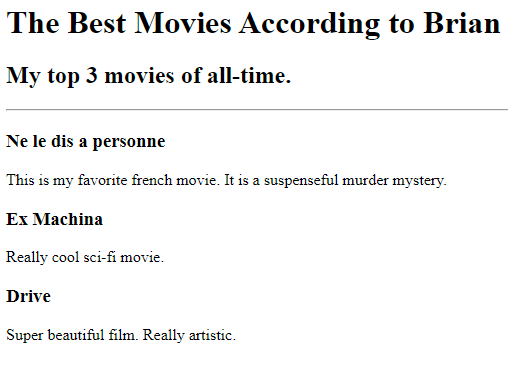 The Best Movies According to Brian
My top 3 movies of all-time.
Ne le dis a personne
This is my favorite french movie. It is a suspenseful murder mystery.
Ex Machina
Really cool sci-fi movie.
Drive
Super beautiful film. Really artistic.